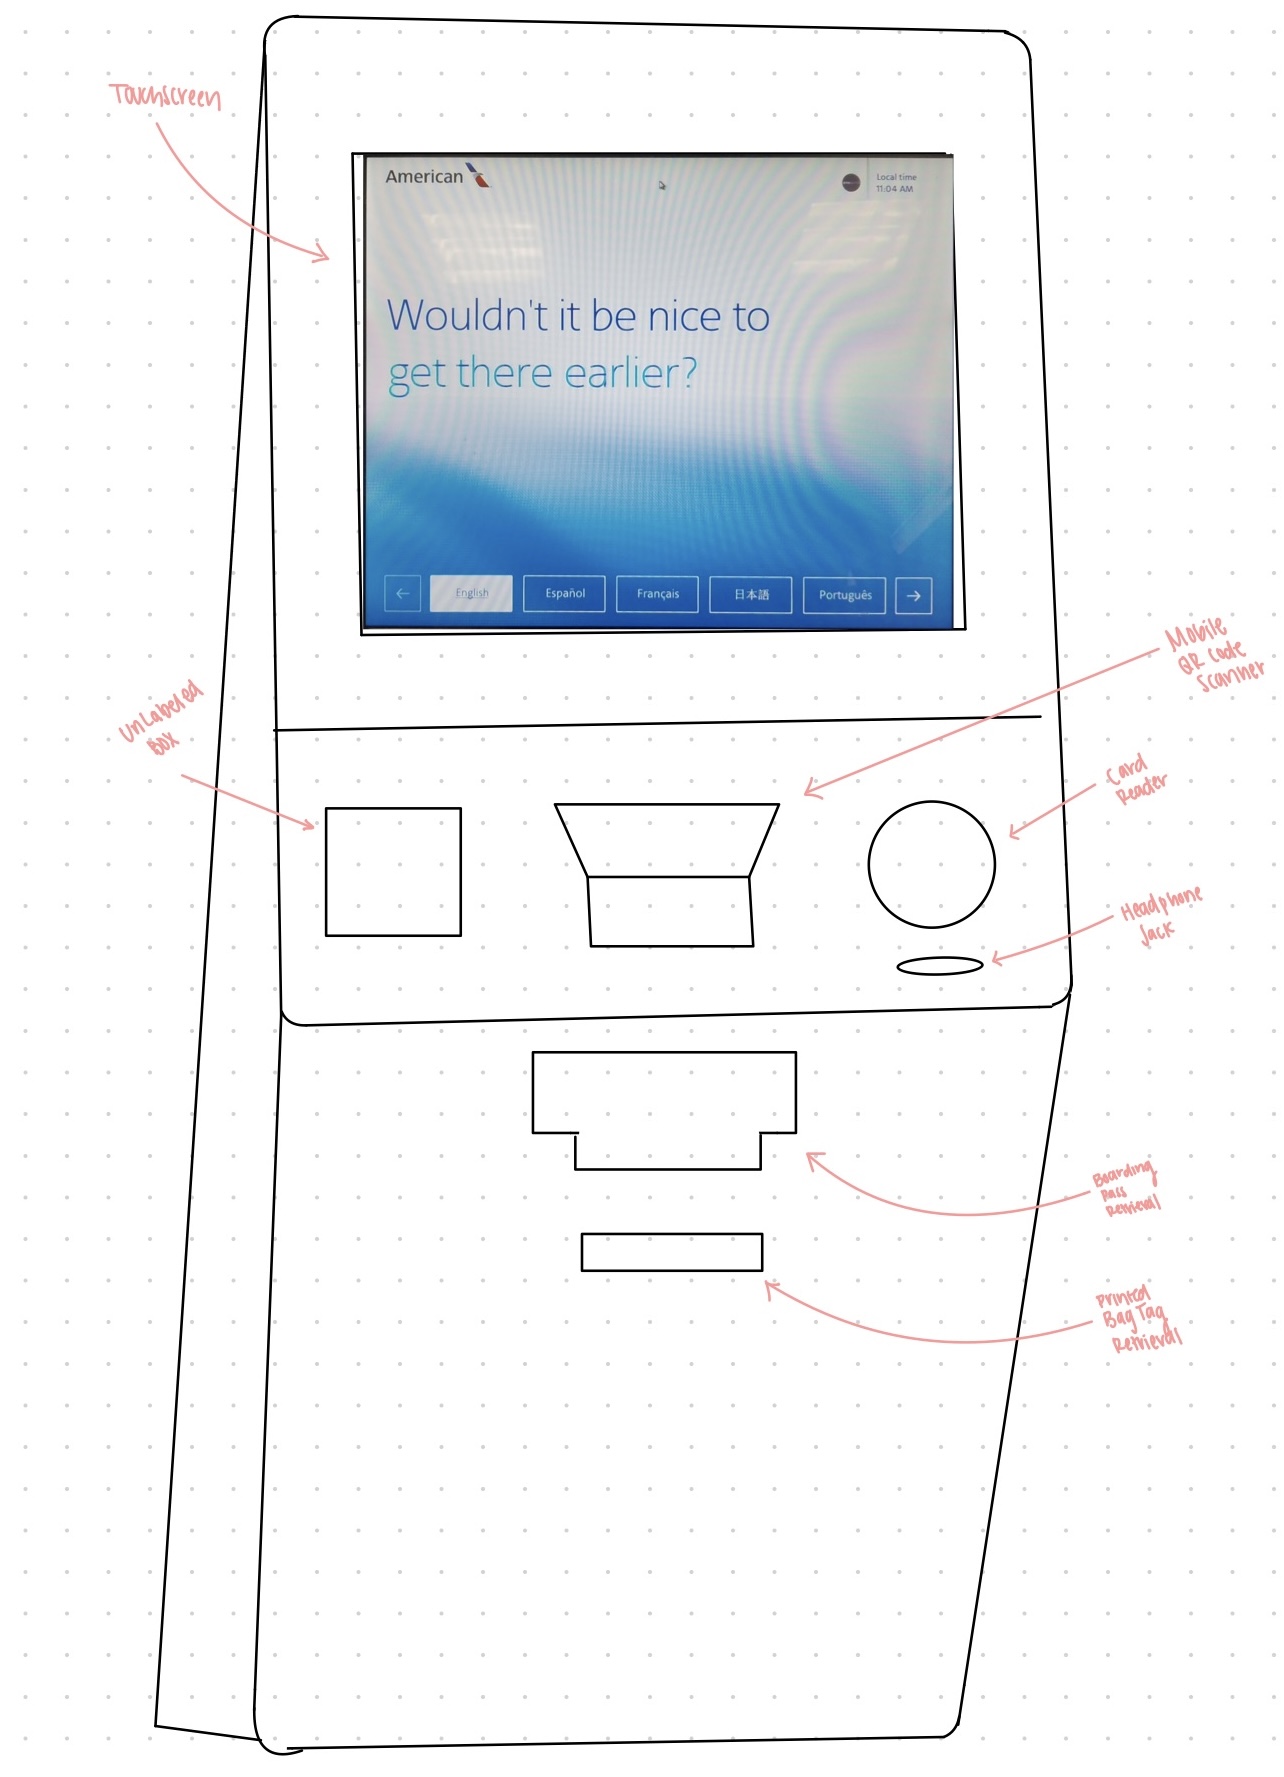 Touchscreen
American
Local time
11:04 AM
Wouldn't it be nice to
get there earlier?
←
English
Español
Français
日本語
Português
→
Mobile
QR Code
Scanner
UnLabeled
Box
Card
Reader
Headphone
Jack
Boarding
Pass
Retrieval
Printed
Bag Tag
Retrieval